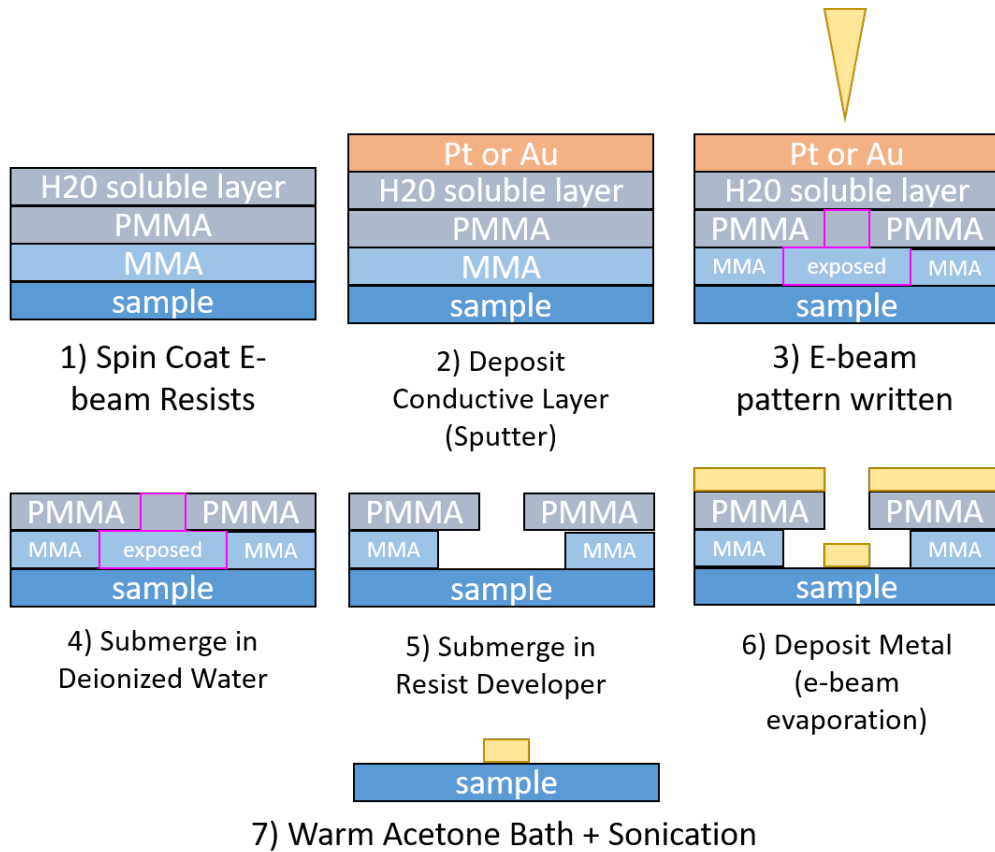 H20 soluble layer
PMMA
MMA
sample
1) Spin Coat E-
beam Resists
Pt or Au
H20 soluble layer
PMMA
MMA
sample
2) Deposit
Conductive Layer
(Sputter)
Pt or Au
H20 soluble layer
PMMA PMMA
MMA exposed MMA
sample
3) E-beam
pattern written
PMMA PMMA
MMA exposed MMA
sample
4) Submerge in
Deionized Water
PMMA PMMA
MMA MMA
sample
5) Submerge in
Resist Developer
PMMA PMMA
MMA MMA
sample
6) Deposit Metal
(e-beam
evaporation)
sample
7) Warm Acetone Bath + Sonication